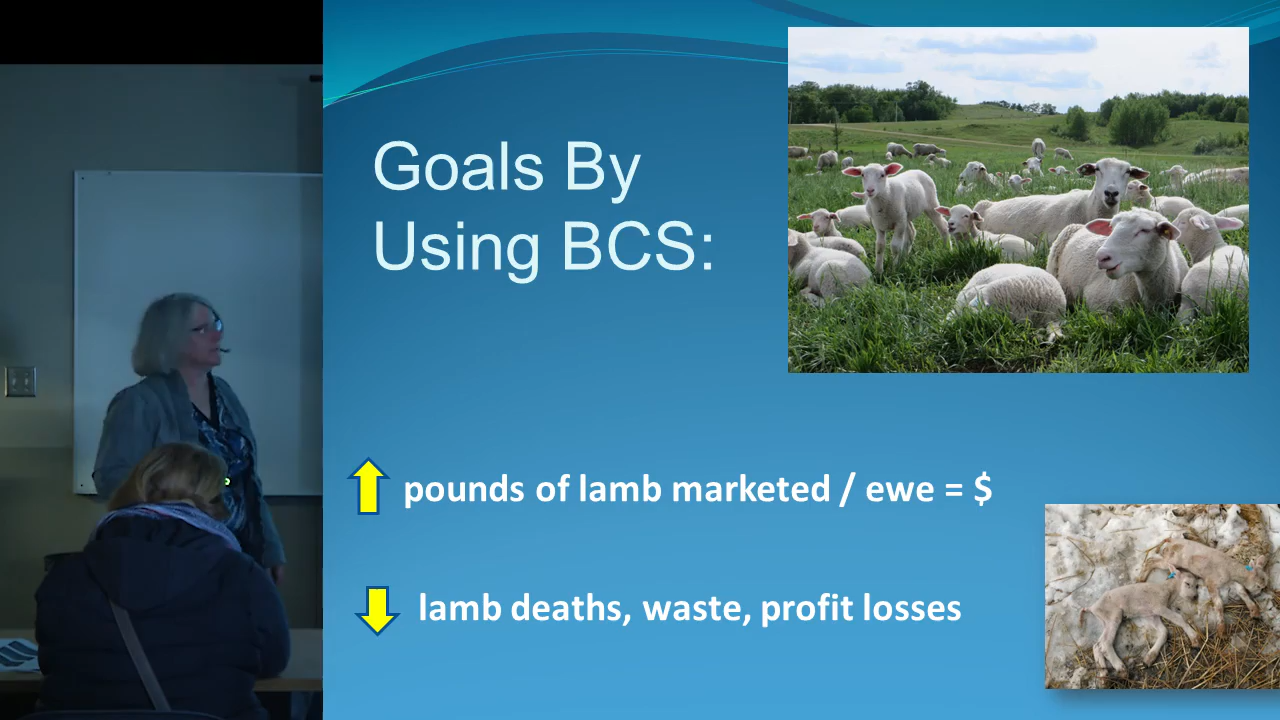 Goals By
Using BCS:
pounds of lamb marketed / ewe = $
lamb deaths, waste, profit losses